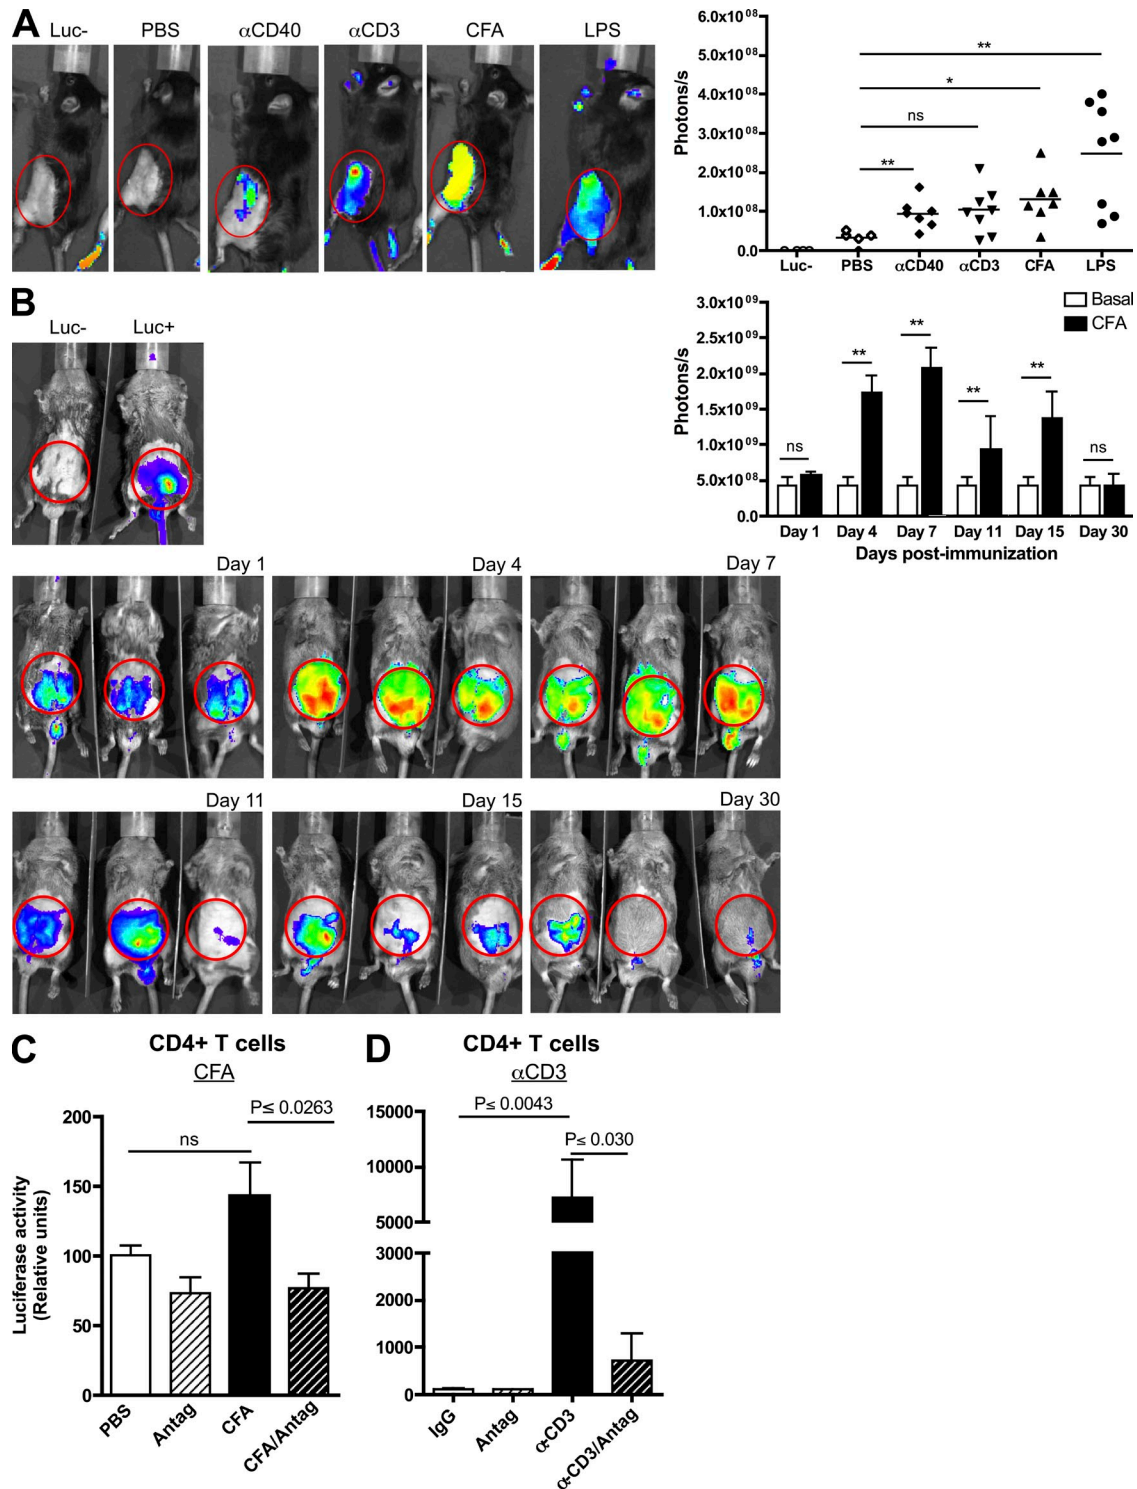 A
Luc-
PBS
αCD40
αCD3
CFA
LPS
6.0x10⁰⁸
5.0x10⁰⁸
4.0x10⁰⁸
3.0x10⁰⁸
2.0x10⁰⁸
1.0x10⁰⁸
0.0
Photons/s
**
*
ns
**
Luc-
PBS
αCD40
αCD3
CFA
LPS
B
Luc-
Luc+
3.0x10⁰⁹
2.5x10⁰⁹
2.0x10⁰⁹
1.5x10⁰⁹
1.0x10⁰⁹
5.0x10⁰⁸
0.0
Photons/s
Basal
CFA
ns
**
**
**
**
ns
Day 1
Day 4
Day 7
Day 11
Day 15
Day 30
Days post-immunization
Day 1
Day 4
Day 7
Day 11
Day 15
Day 30
C
CD4+ T cells
CFA
P≤ 0.0263
ns
200
150
100
50
0
Luciferase activity
(Relative units)
PBS
Antag
CFA
CFA/Antag
D
CD4+ T cells
αCD3
P≤ 0.0043
P≤ 0.030
15000
10000
5000
3000
2000
1000
0
IgG
Antag
α-CD3
α-CD3/Antag